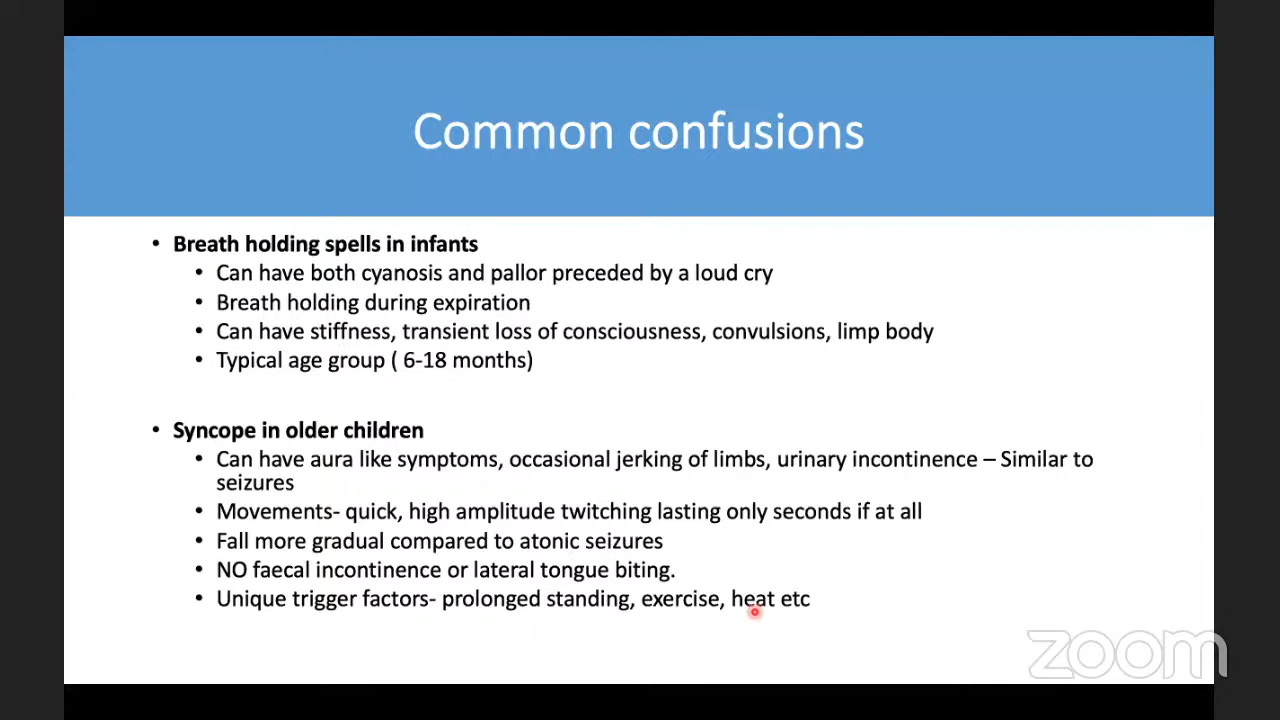 Common confusions
• Breath holding spells in infants
• Can have both cyanosis and pallor preceded by a loud cry
• Breath holding during expiration
• Can have stiffness, transient loss of consciousness, convulsions, limp body
• Typical age group ( 6-18 months)
• Syncope in older children
• Can have aura like symptoms, occasional jerking of limbs, urinary incontinence – Similar to
seizures
• Movements- quick, high amplitude twitching lasting only seconds if at all
• Fall more gradual compared to atonic seizures
• NO faecal incontinence or lateral tongue biting.
• Unique trigger factors- prolonged standing, exercise, heat etc
zoom